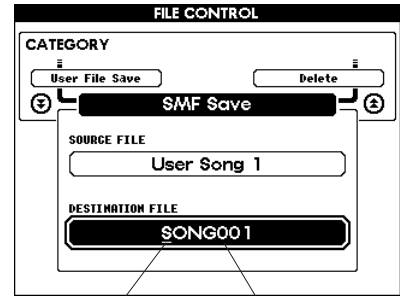 FILE CONTROL
CATEGORY
User File Save
Delete
SMF Save
SOURCE FILE
User Song 1
DESTINATION FILE
SONG001